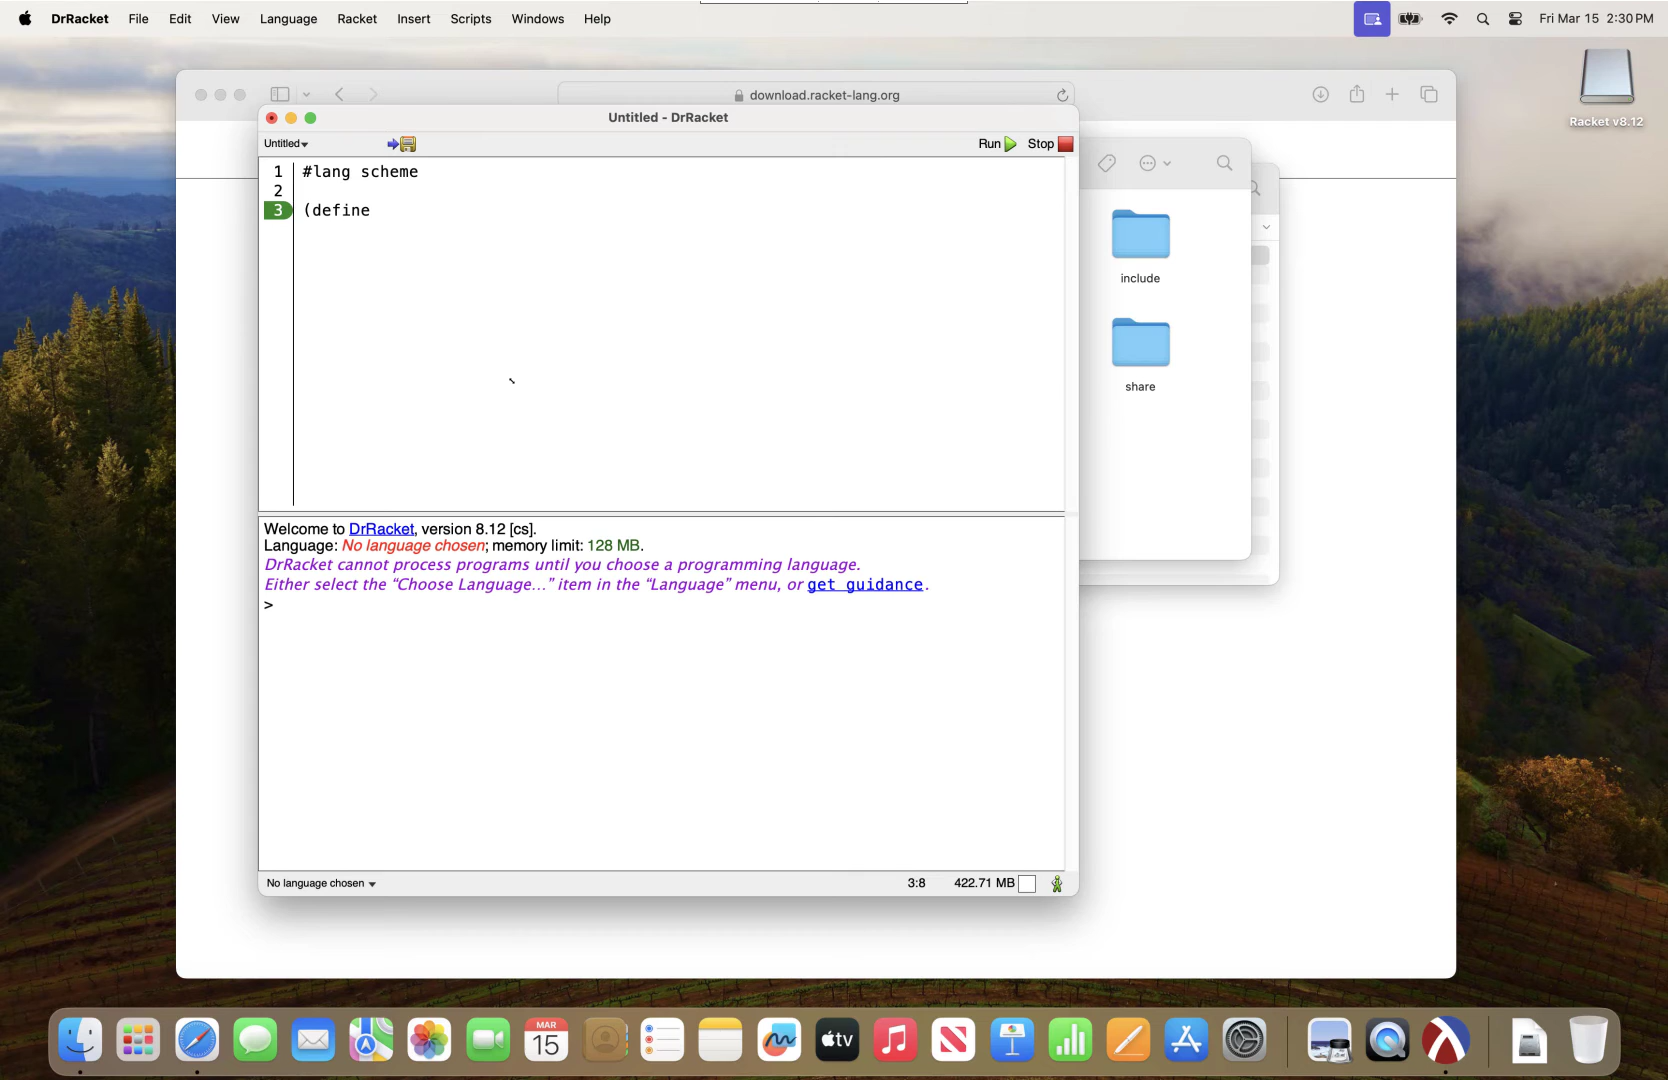 DrRacket File Edit View Language Racket Insert Scripts Windows Help Fri Mar 15 2:30 PM
download.racket-lang.org
Racket v8.12
Untitled - DrRacket
Untitled Run Stop
1 #lang scheme
2
3 (define
include
share
Welcome to DrRacket, version 8.12 [cs].
Language: No language chosen; memory limit: 128 MB.
DrRacket cannot process programs until you choose a programming language.
Either select the “Choose Language…” item in the “Language” menu, or get guidance.
>
No language chosen 3:8 422.71 MB
MAR
15
tv